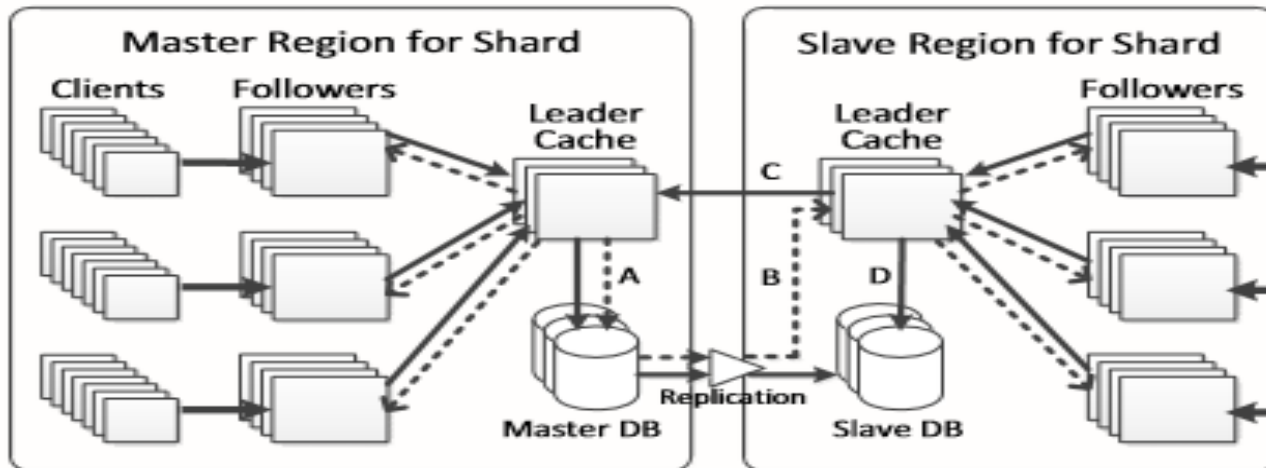 Master Region for Shard
Slave Region for Shard
Clients
Followers
Leader
Cache
Leader
Cache
Followers
C
A
B
D
Replication
Master DB
Slave DB